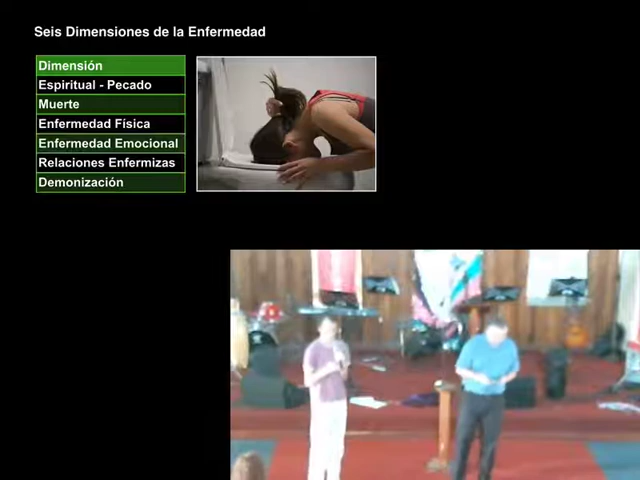 Seis Dimensiones de la Enfermedad
Dimensión
Espiritual - Pecado
Muerte
Enfermedad Física
Enfermedad Emocional
Relaciones Enfermizas
Demonización